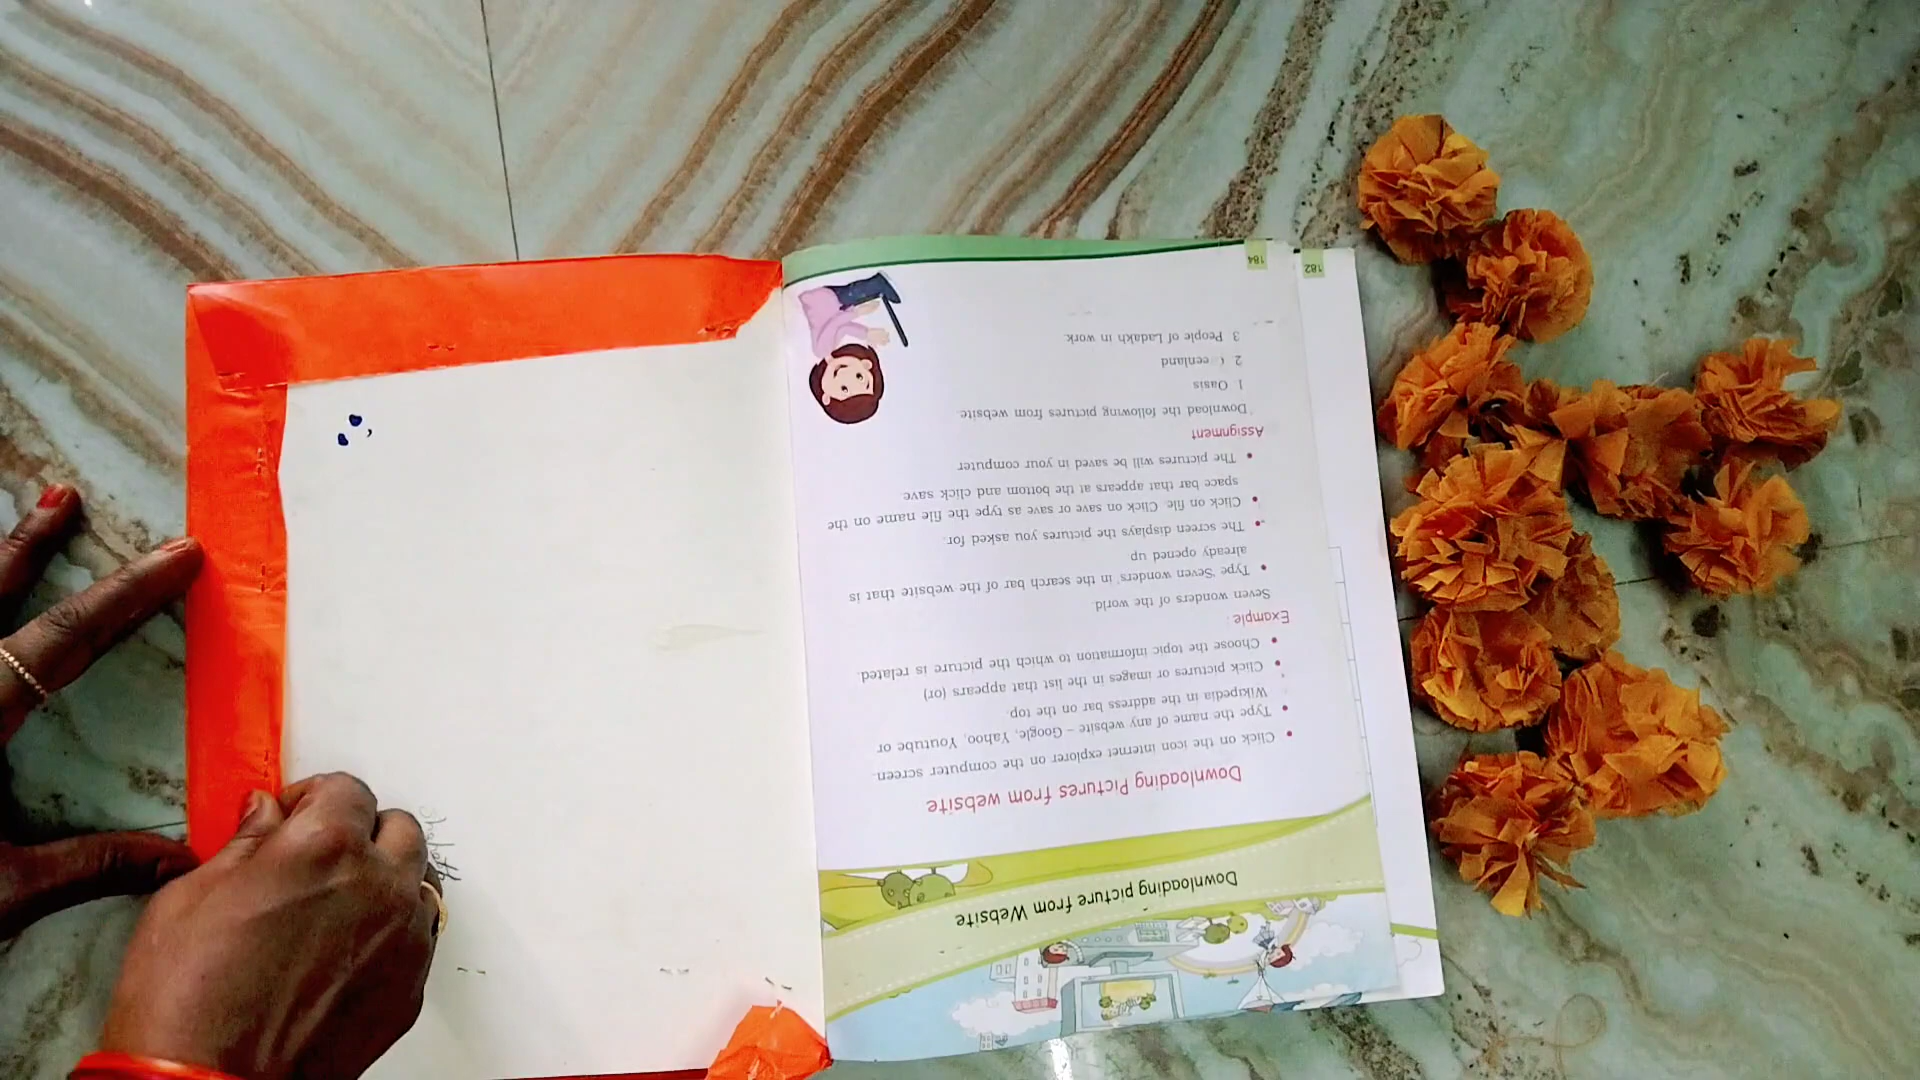 Downloading picture from Website
Downloading Pictures from website
• Click on the icon internet explorer on the computer screen.
• Type the name of any website – Google, Yahoo, Youtube or
Wikipedia in the address bar on the top.
• Click pictures or images in the list that appears (or)
• Choose the topic information to which the picture is related.
Example :
Seven wonders of the world.
• Type 'Seven wonders' in the search bar of the website that is
already opened up
• The screen displays the pictures you asked for.
• Click on file. Click on save or save as type the file name on the
space bar that appears at the bottom and click save.
• The pictures will be saved in your computer
Assignment
Download the following pictures from website.
1 Oasis
2 eenland
3 People of Ladakh in work.
184
182